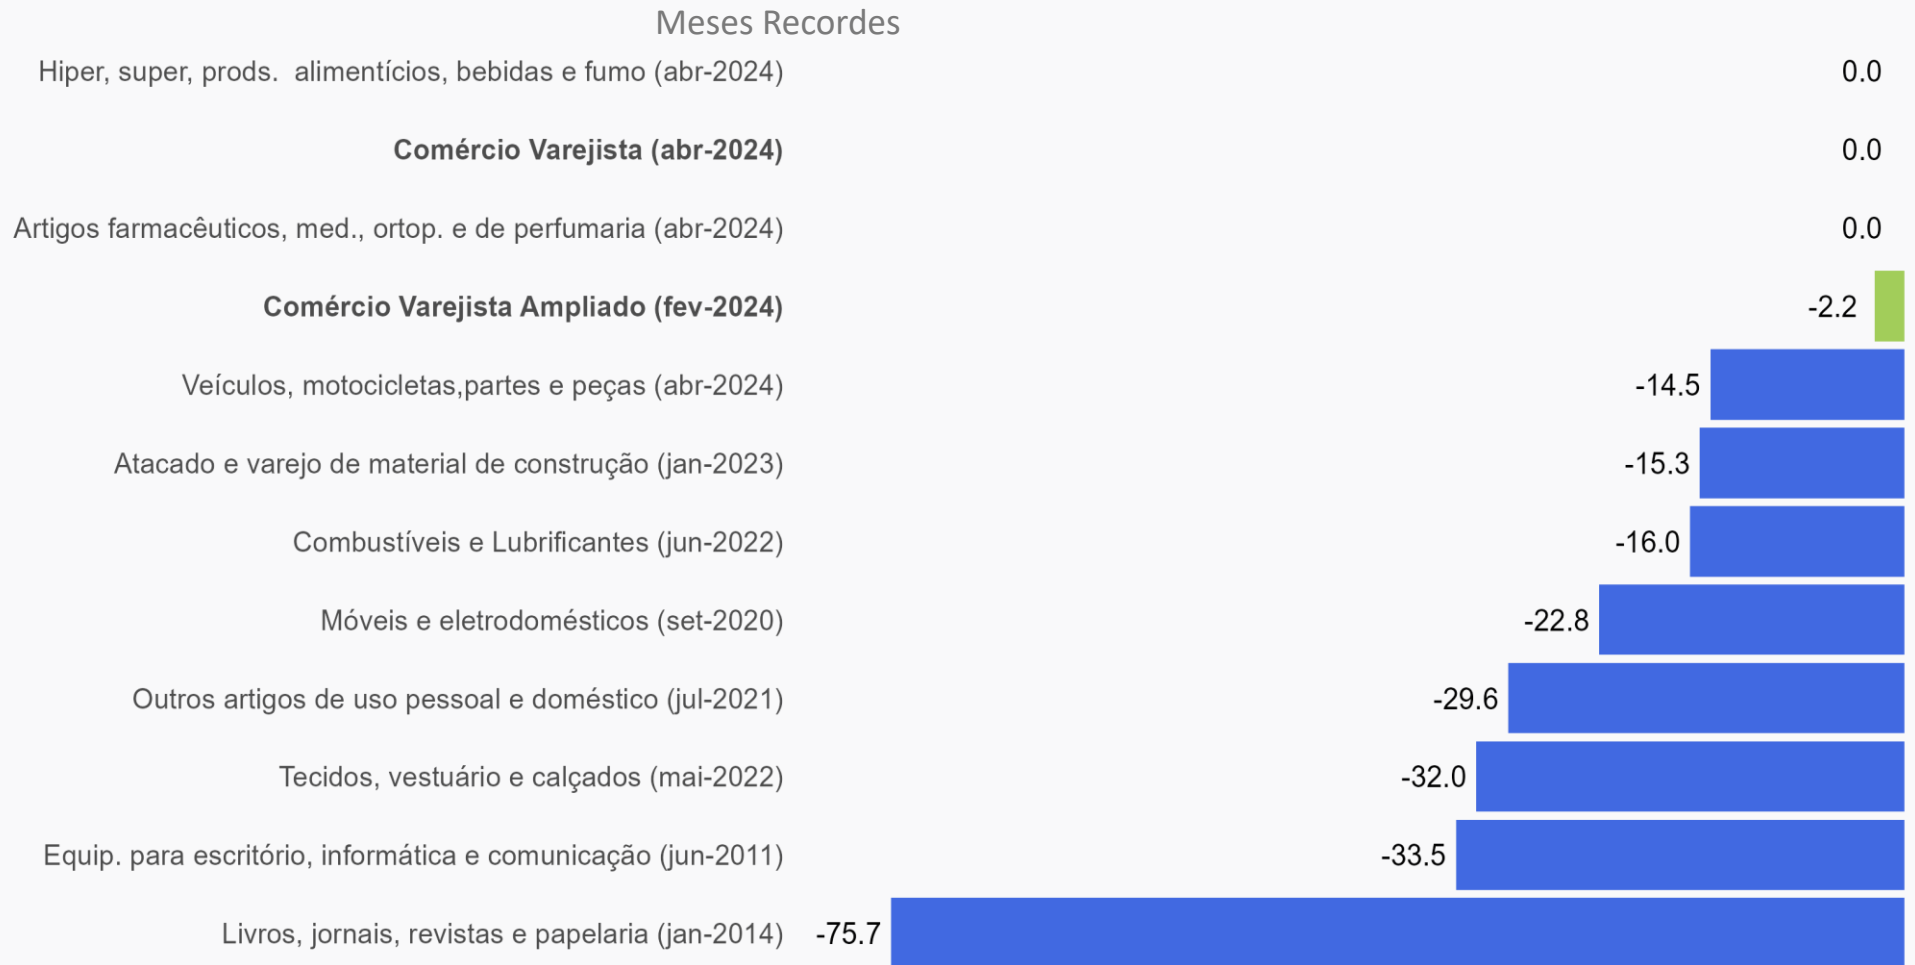 Meses Recordes
Hiper, super, prods.  alimentícios, bebidas e fumo (abr-2024) 0.0
Comércio Varejista (abr-2024) 0.0
Artigos farmacêuticos, med., ortop. e de perfumaria (abr-2024) 0.0
Comércio Varejista Ampliado (fev-2024) -2.2
Veículos, motocicletas,partes e peças (abr-2024) -14.5
Atacado e varejo de material de construção (jan-2023) -15.3
Combustíveis e Lubrificantes (jun-2022) -16.0
Móveis e eletrodomésticos (set-2020) -22.8
Outros artigos de uso pessoal e doméstico (jul-2021) -29.6
Tecidos, vestuário e calçados (mai-2022) -32.0
Equip. para escritório, informática e comunicação (jun-2011) -33.5
Livros, jornais, revistas e papelaria (jan-2014) -75.7